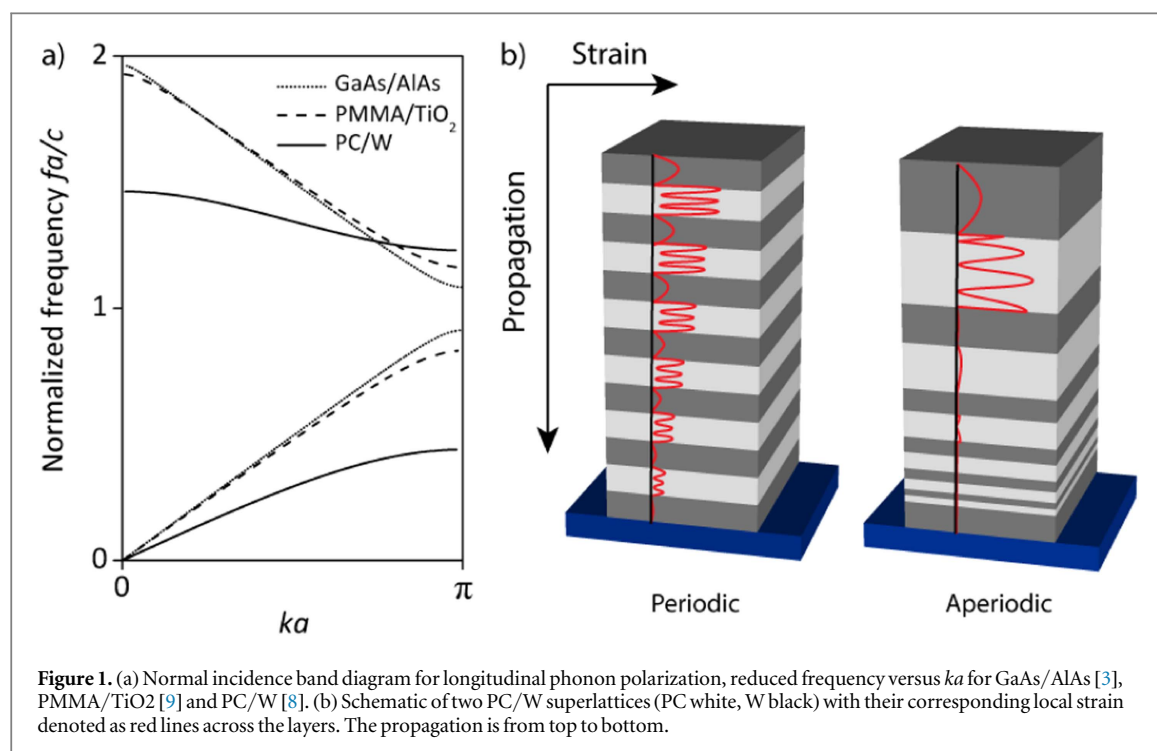 a)
2
1
0
Normalized frequency fa/c
GaAs/AlAs
PMMA/TiO₂
PC/W
0
π
ka
b)
Strain
Propagation
Periodic
Aperiodic
Figure 1. (a) Normal incidence band diagram for longitudinal phonon polarization, reduced frequency versus ka for GaAs/AlAs [3],
PMMA/TiO2 [9] and PC/W [8]. (b) Schematic of two PC/W superlattices (PC white, W black) with their corresponding local strain
denoted as red lines across the layers. The propagation is from top to bottom.